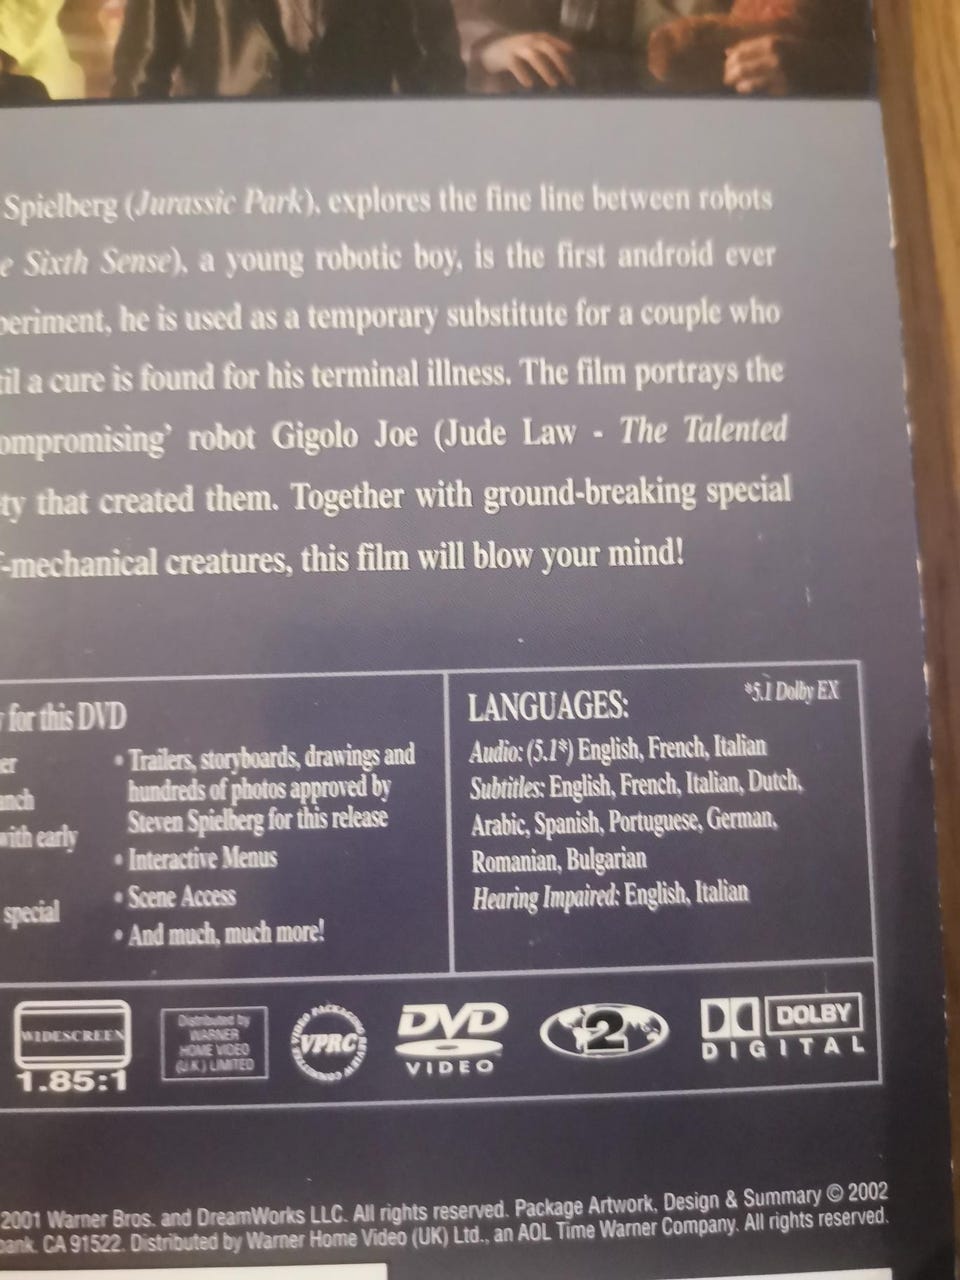 Spielberg (Jurassic Park), explores the fine line between robots
e Sixth Sense), a young robotic boy, is the first android ever
periment, he is used as a temporary substitute for a couple who
til a cure is found for his terminal illness. The film portrays the
ompromising' robot Gigolo Joe (Jude Law - The Talented
ty that created them. Together with ground-breaking special
f-mechanical creatures, this film will blow your mind!
y for this DVD
er
anch
with early
special
• Trailers, storyboards, drawings and
hundreds of photos approved by
Steven Spielberg for this release
• Interactive Menus
• Scene Access
• And much, much more!
LANGUAGES:
*5.1 Dolby EX
Audio: (5.1*) English, French, Italian
Subtitles: English, French, Italian, Dutch,
Arabic, Spanish, Portuguese, German,
Romanian, Bulgarian
Hearing Impaired: English, Italian
WIDESCREEN
1.85:1
Distributed by
WARNER
HOME VIDEO
(U.K.) LIMITED
VIDEO PACKAGING REVIEW COMMITTEE
VPRC
DVD
VIDEO
2
DOLBY
DIGITAL
2001 Warner Bros. and DreamWorks LLC. All rights reserved. Package Artwork, Design & Summary © 2002
bank. CA 91522. Distributed by Warner Home Video (UK) Ltd., an AOL Time Warner Company. All rights reserved.